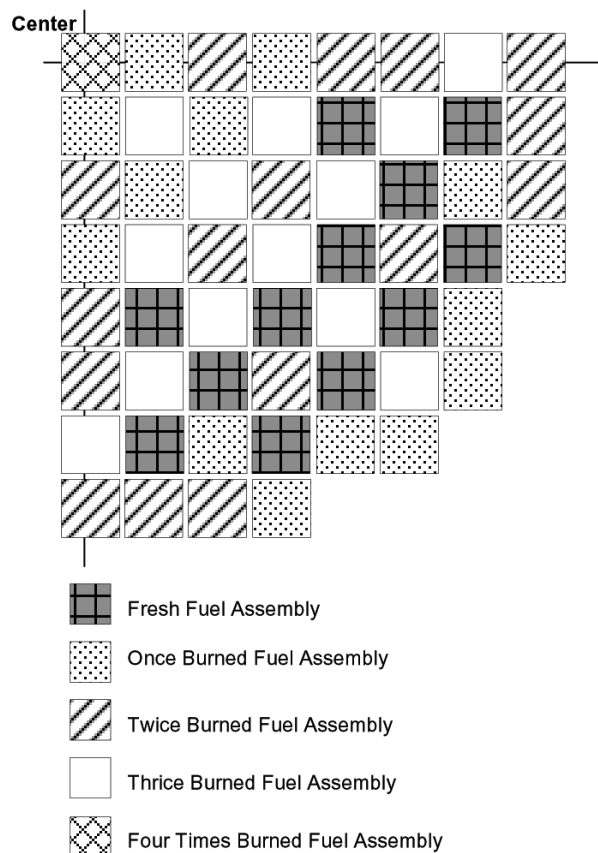 Center
Fresh Fuel Assembly
Once Burned Fuel Assembly
Twice Burned Fuel Assembly
Thrice Burned Fuel Assembly
Four Times Burned Fuel Assembly